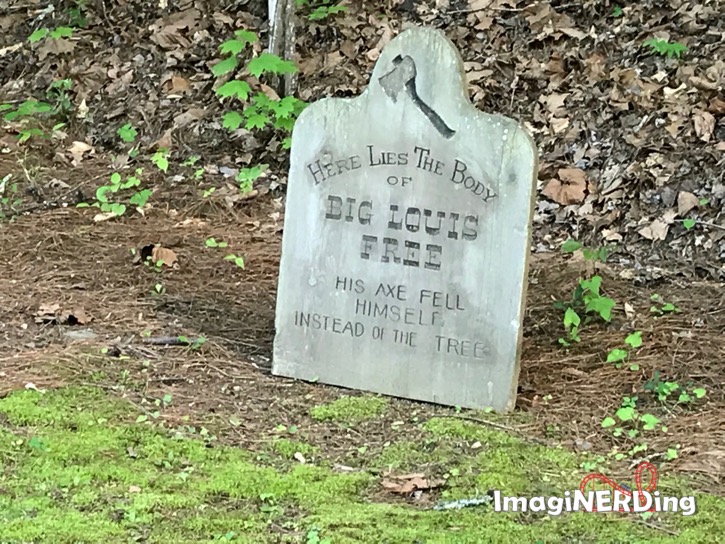 HERE LIES THE BODY
OF
BIG LOUIS
FREE
HIS AXE FELL
HIMSELF
INSTEAD OF THE TREE
ImagiNERDing